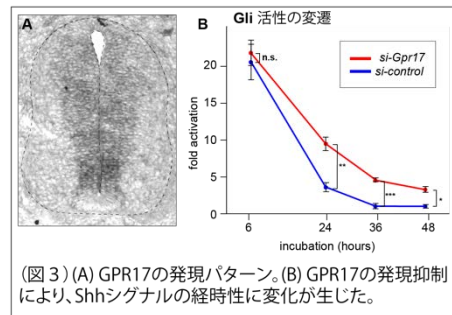 A
B
Gli 活性の変遷
si-Gpr17
si-control
n.s.
**
***
*
fold activation
20
15
10
5
0
6
24
36
48
incubation (hours)
(図3)(A) GPR17の発現パターン。(B) GPR17の発現抑制
により、Shhシグナルの経時性に変化が生じた。